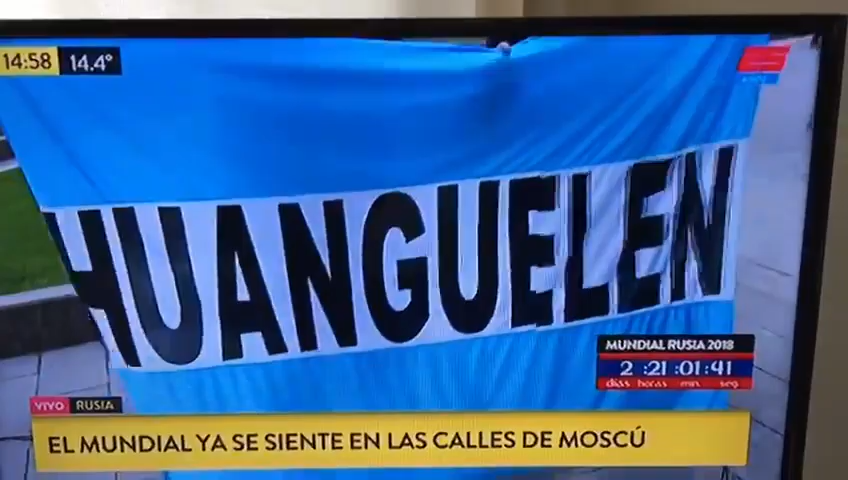 14:58 14.4°
HUANGUELEN
MUNDIAL RUSIA 2018
2 :21 :01:41
días horas min. seg.
VIVO RUSIA
EL MUNDIAL YA SE SIENTE EN LAS CALLES DE MOSCÚ